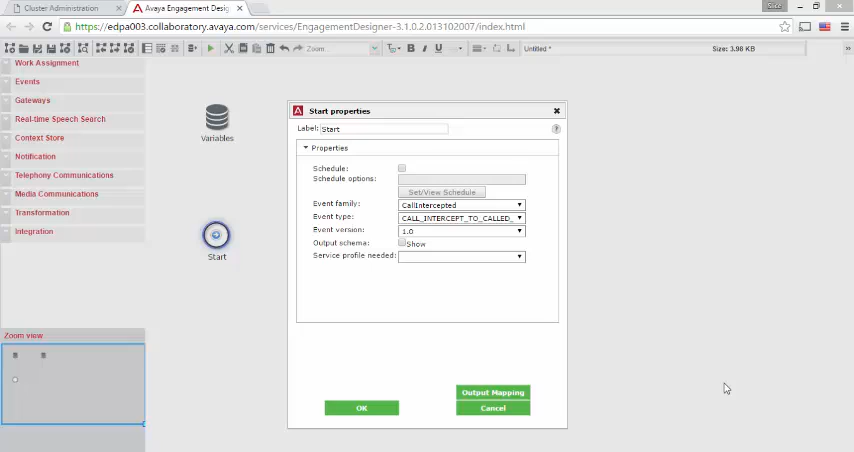 Cluster Administration
Avaya Engagement Desig
Slice
https://edpa003.collaboratory.avaya.com/services/EngagementDesigner-3.1.0.2.013102007/index.html
Zoom...
B I U
Untitled *
Size: 3.98 KB
»
Work Assignment
Events
Gateways
Real-time Speech Search
Context Store
Notification
Telephony Communications
Media Communications
Transformation
Integration
Zoom view
Variables
Start
Start properties
Label: Start
?
Properties
Schedule:
Schedule options:
Set/View Schedule
Event family: CallIntercepted
Event type: CALL_INTERCEPT_TO_CALLED_
Event version: 1.0
Output schema: Show
Service profile needed:
Output Mapping
OK
Cancel